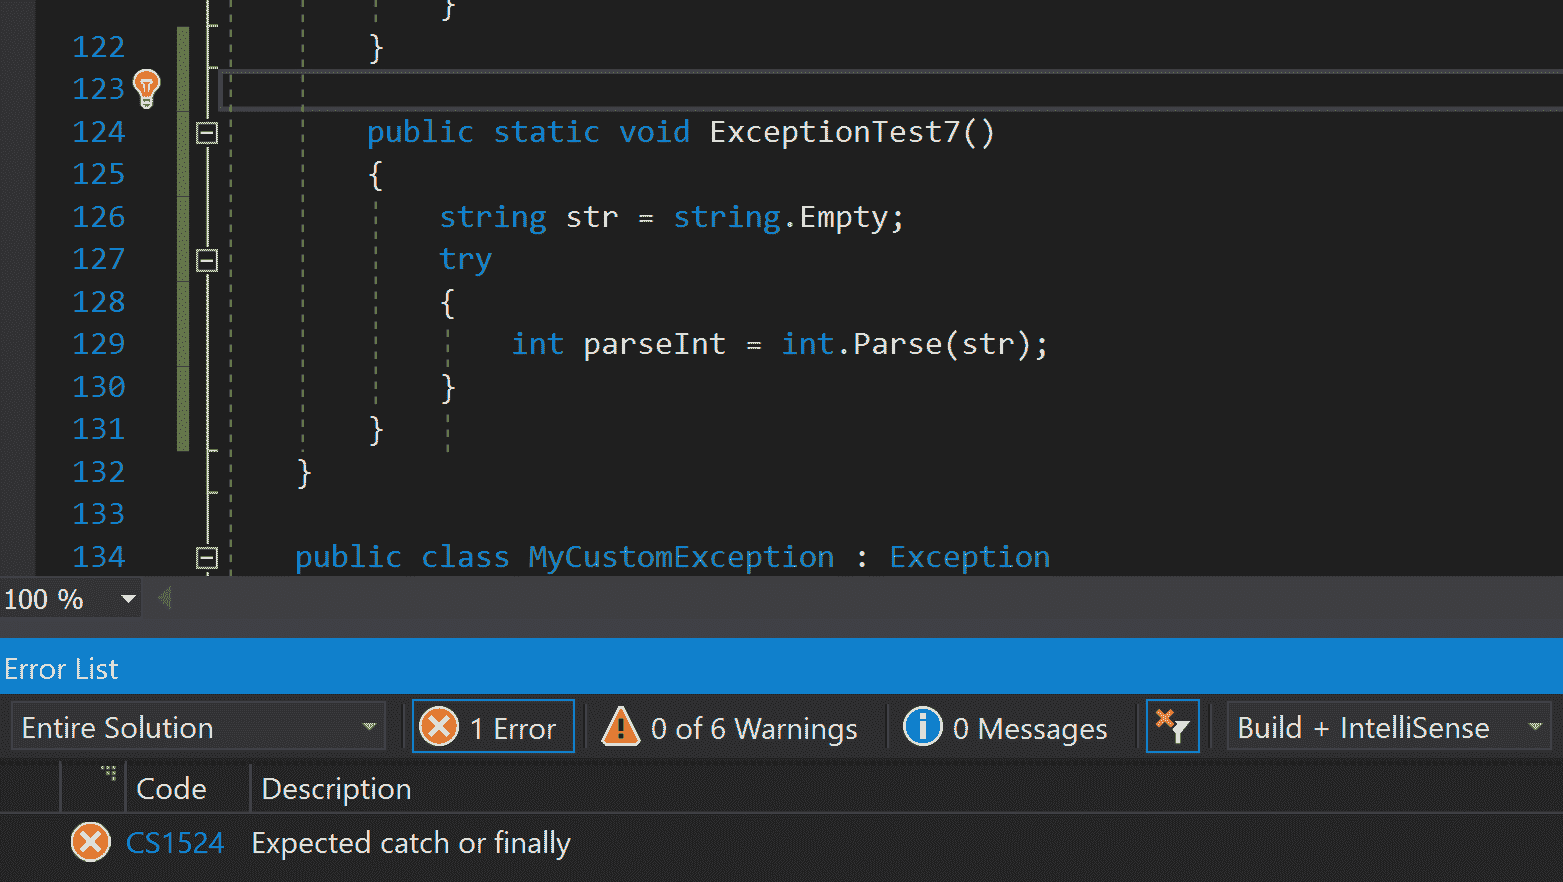 }
122 }
123
124 public static void ExceptionTest7()
125 {
126 string str = string.Empty;
127 try
128 {
129 int parseInt = int.Parse(str);
130 }
131 }
132 }
133
134 public class MyCustomException : Exception
100 %
Error List
Entire Solution 1 Error 0 of 6 Warnings 0 Messages Build + IntelliSense
Code Description
CS1524 Expected catch or finally